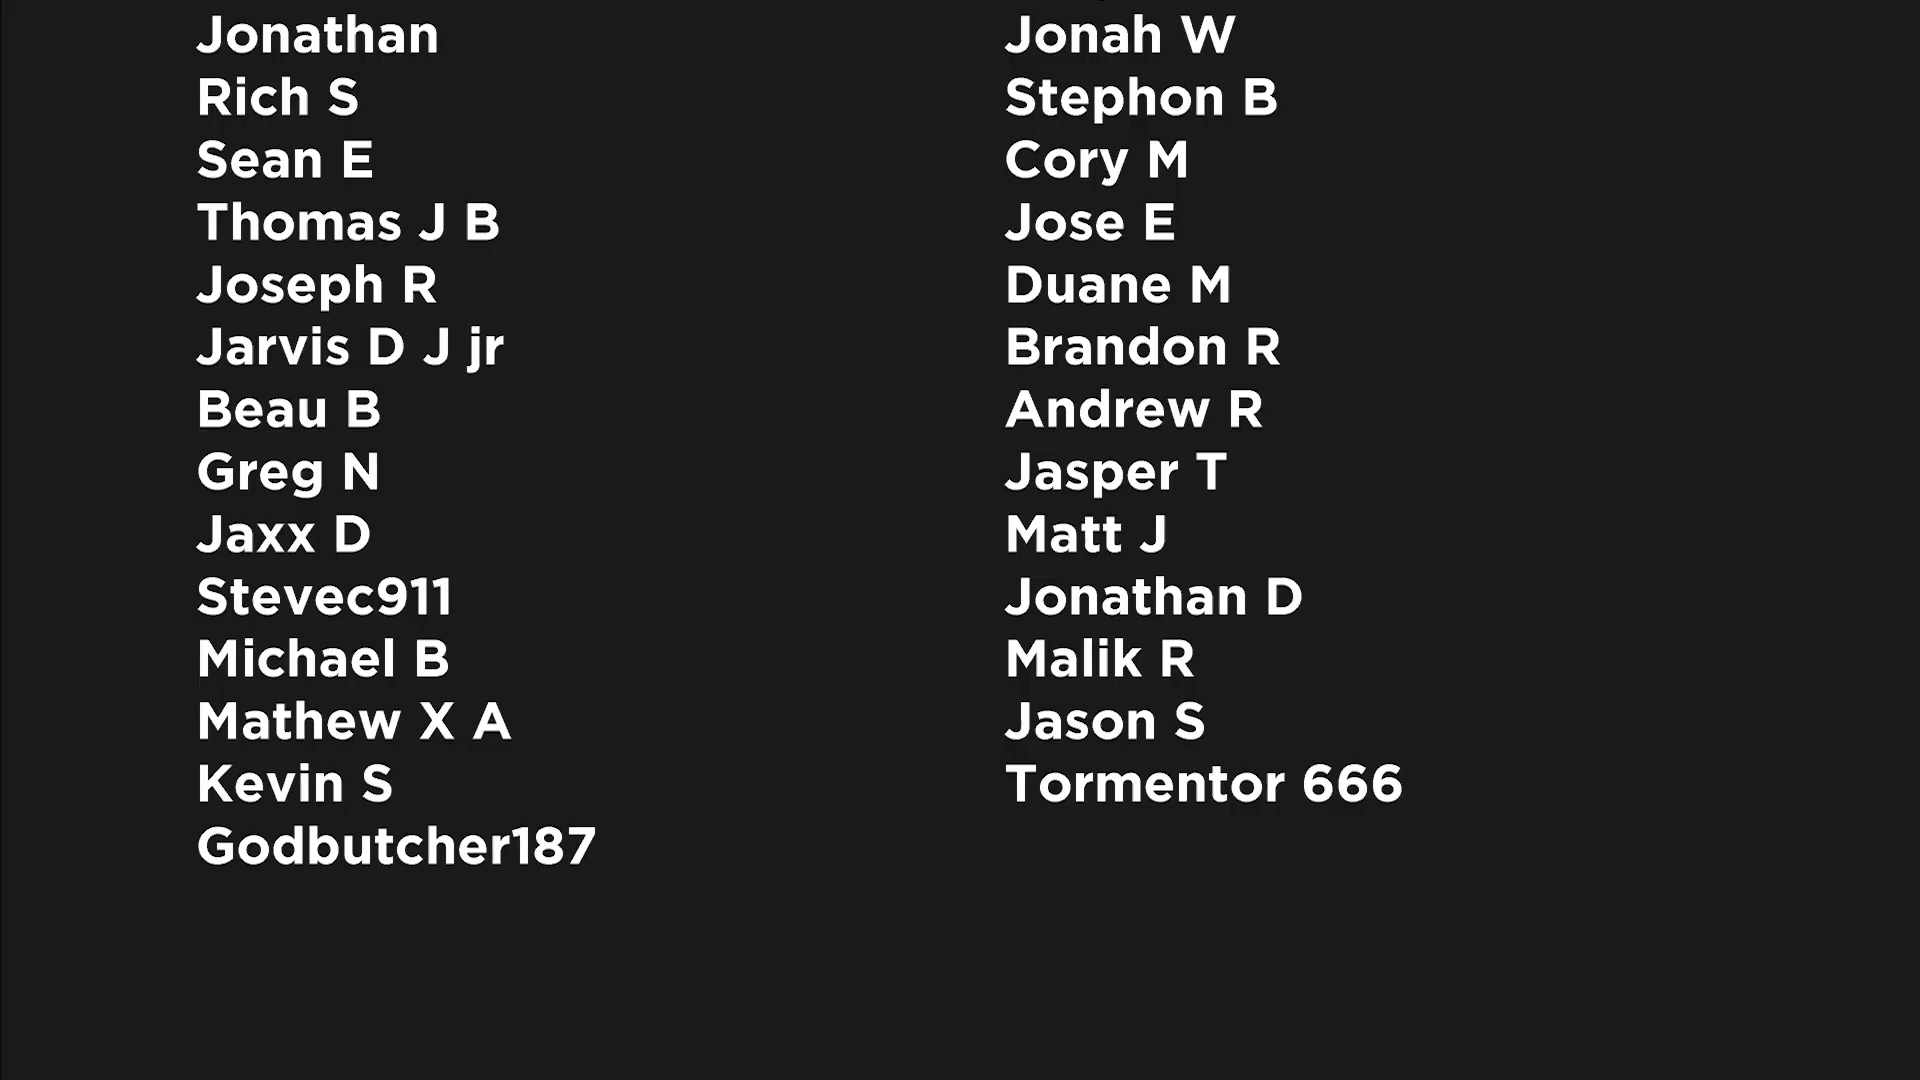 Jonathan
Rich S
Sean E
Thomas J B
Joseph R
Jarvis D J jr
Beau B
Greg N
Jaxx D
Stevec911
Michael B
Mathew X A
Kevin S
Godbutcher187
Jonah W
Stephon B
Cory M
Jose E
Duane M
Brandon R
Andrew R
Jasper T
Matt J
Jonathan D
Malik R
Jason S
Tormentor 666